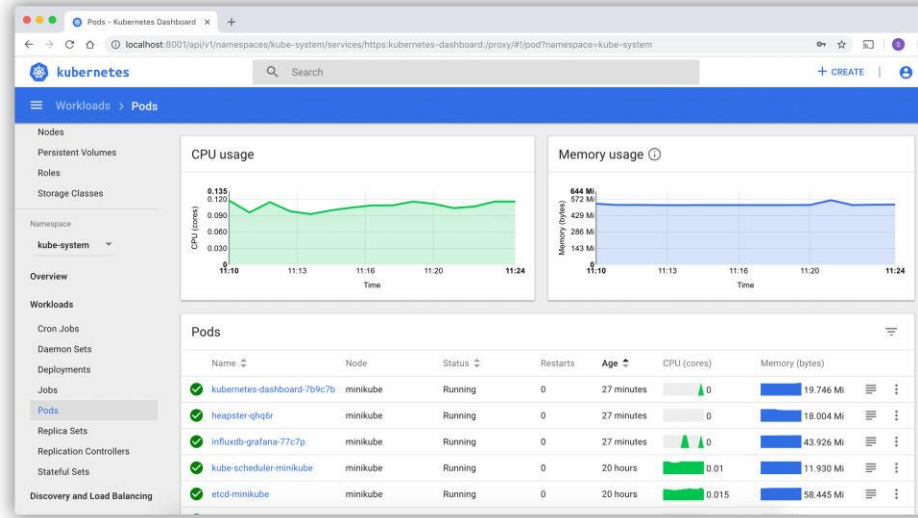 Pods - Kubernetes Dashboard
localhost:8001/api/v1/namespaces/kube-system/services/https:kubernetes-dashboard:/proxy/#!/pod?namespace=kube-system
S
kubernetes
Search
+ CREATE
Workloads > Pods
Nodes
Persistent Volumes
Roles
Storage Classes
Namespace
kube-system
Overview
Workloads
Cron Jobs
Daemon Sets
Deployments
Jobs
Pods
Replica Sets
Replication Controllers
Stateful Sets
Discovery and Load Balancing
CPU usage
CPU (cores)
0.135
0.120
0.090
0.060
0.030
0
11:10 11:13 11:16 11:20 11:24
Time
Memory usage
Memory (bytes)
644 Mi
572 Mi
429 Mi
286 Mi
143 Mi
0
11:10 11:13 11:16 11:20 11:24
Time
Pods
Name Node Status Restarts Age CPU (cores) Memory (bytes)
kubernetes-dashboard-7b9c7b minikube Running 0 27 minutes 0 19.746 Mi
heapster-qhq6r minikube Running 0 27 minutes 0 18.004 Mi
influxdb-grafana-77c7p minikube Running 0 27 minutes 0 43.926 Mi
kube-scheduler-minikube minikube Running 0 20 hours 0.01 11.930 Mi
etcd-minikube minikube Running 0 20 hours 0.015 58.445 Mi